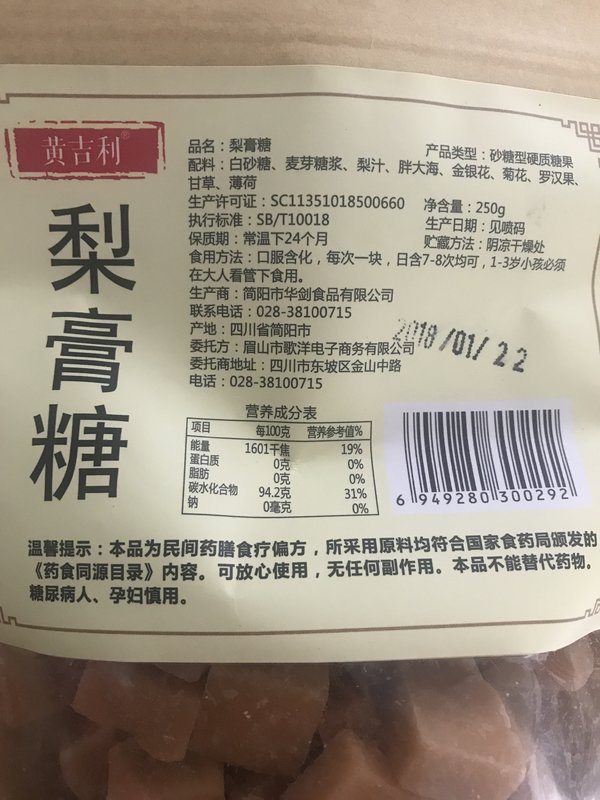 黄吉利®
梨膏糖
品名：梨膏糖 产品类型：砂糖型硬质糖果
配料：白砂糖、麦芽糖浆、梨汁、胖大海、金银花、菊花、罗汉果、
甘草、薄荷
生产许可证：SC11351018500660 净含量：250g
执行标准：SB/T10018 生产日期：见喷码
保质期：常温下24个月 贮藏方法：阴凉干燥处
食用方法：口服含化，每次一块，日含7-8次均可，1-3岁小孩必须
在大人看管下食用。
生产商：简阳市华剑食品有限公司
联系电话：028-38100715
产地：四川省简阳市
委托方：眉山市歌洋电子商务有限公司
委托商地址：四川市东坡区金山中路
电话：028-38100715
2018/01/22
营养成分表
项目 每100克 营养参考值%
能量 1601千焦 19%
蛋白质 0克 0%
脂肪 0克 0%
碳水化合物 94.2克 31%
钠 0毫克 0%
6 949280 300292
温馨提示：本品为民间药膳食疗偏方，所采用原料均符合国家食药局颁发的
《药食同源目录》内容。可放心使用，无任何副作用。本品不能替代药物。
糖尿病人、孕妇慎用。